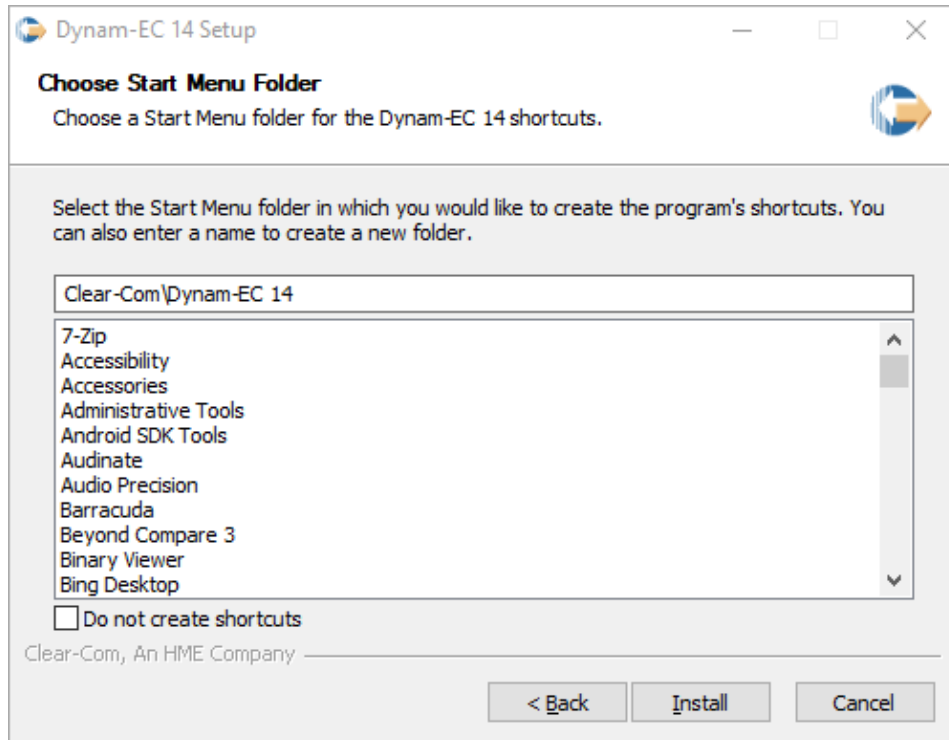 Dynam-EC 14 Setup
Choose Start Menu Folder
Choose a Start Menu folder for the Dynam-EC 14 shortcuts.
Select the Start Menu folder in which you would like to create the program's shortcuts. You
can also enter a name to create a new folder.
Clear-Com\Dynam-EC 14
7-Zip
Accessibility
Accessories
Administrative Tools
Android SDK Tools
Audinate
Audio Precision
Barracuda
Beyond Compare 3
Binary Viewer
Bing Desktop
Do not create shortcuts
Clear-Com, An HME Company
< Back Install Cancel